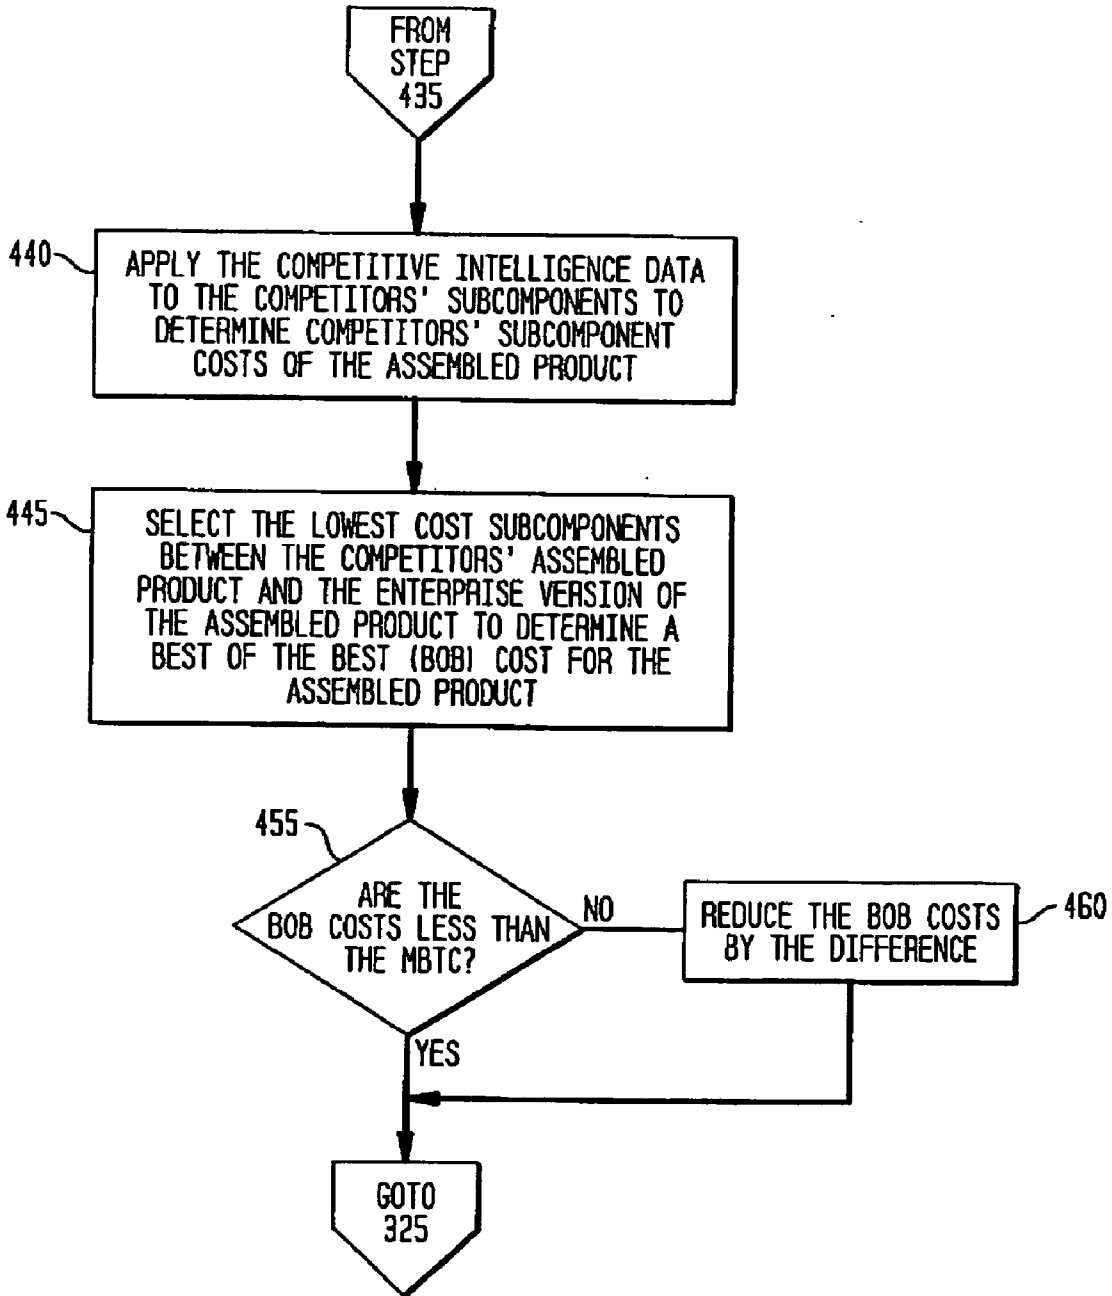 FROM
STEP
435
440
APPLY THE COMPETITIVE INTELLIGENCE DATA
TO THE COMPETITORS' SUBCOMPONENTS TO
DETERMINE COMPETITORS' SUBCOMPONENT
COSTS OF THE ASSEMBLED PRODUCT
445
SELECT THE LOWEST COST SUBCOMPONENTS
BETWEEN THE COMPETITORS' ASSEMBLED
PRODUCT AND THE ENTERPRISE VERSION OF
THE ASSEMBLED PRODUCT TO DETERMINE A
BEST OF THE BEST (BOB) COST FOR THE
ASSEMBLED PRODUCT
455
ARE THE
BOB COSTS LESS THAN
THE MBTC?
NO
REDUCE THE BOB COSTS
BY THE DIFFERENCE
460
YES
GOTO
325